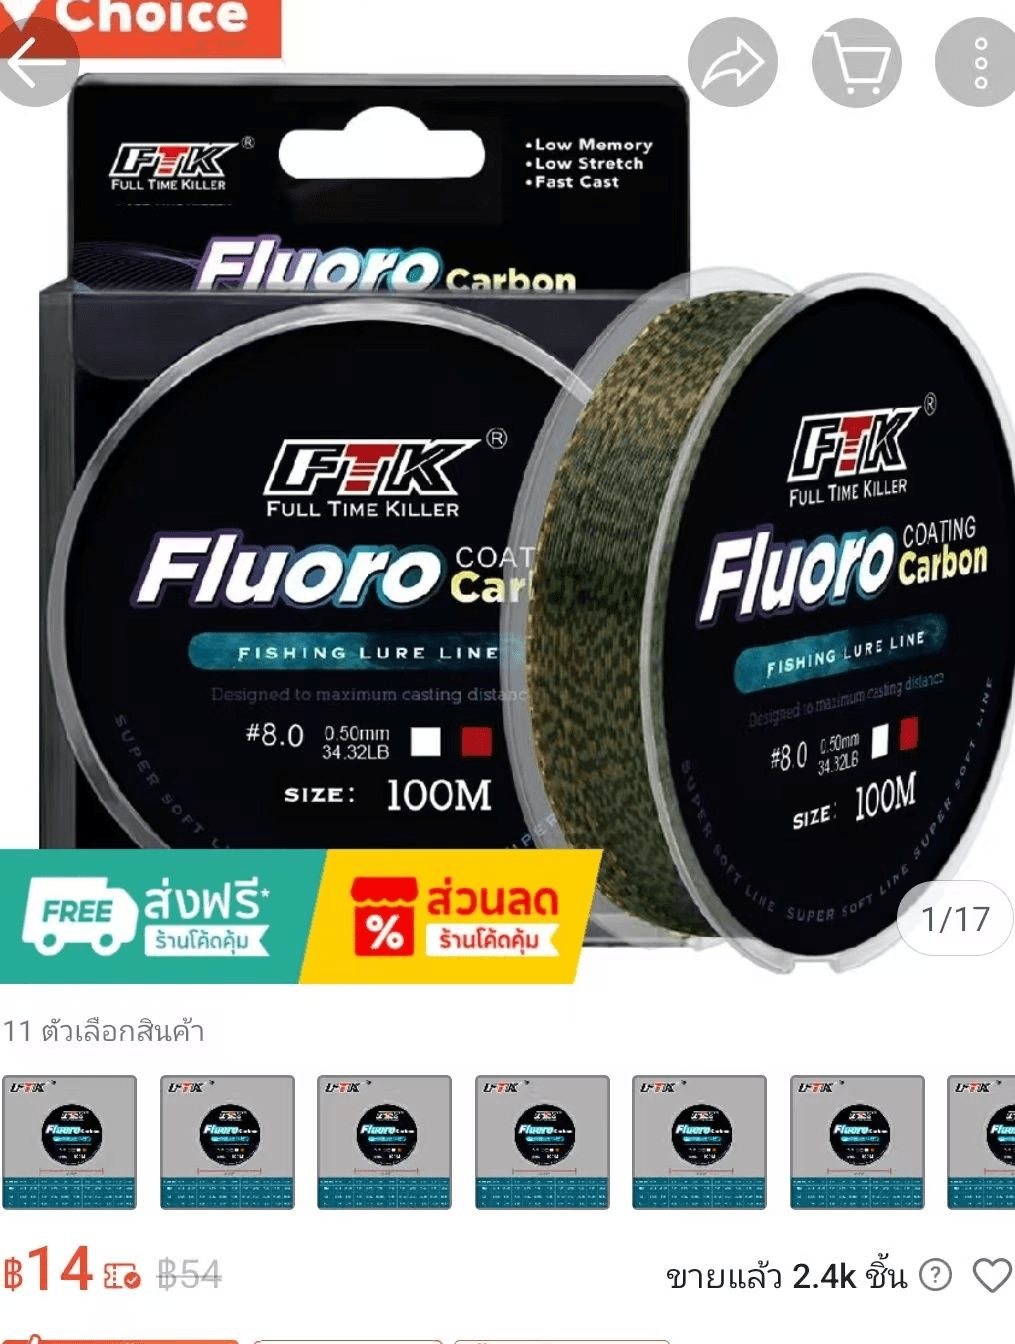 Choice
FTK®
FULL TIME KILLER
•Low Memory
•Low Stretch
•Fast Cast
Fluoro Carbon
FTK®
FULL TIME KILLER
Fluoro COAT
Car
FISHING LURE LINE
Designed to maximum casting distanc
#8.0 0.50mm
34.32LB
SIZE: 100M
SUPER SOFT LI
FTK®
FULL TIME KILLER
Fluoro COATING
Carbon
FISHING LURE LINE
Designed to maximum casting distance
#8.0 0.50mm
34.32LB
SIZE: 100M
SUPER SOFT LINE SUPER SOFT LINE SUPER SOFT LINE
FREE ส่งฟรี*
ร้านโค้ดคุ้ม
% ส่วนลด
ร้านโค้ดคุ้ม
1/17
11 ตัวเลือกสินค้า
฿14 ฿54
ขายแล้ว 2.4k ชิ้น ?